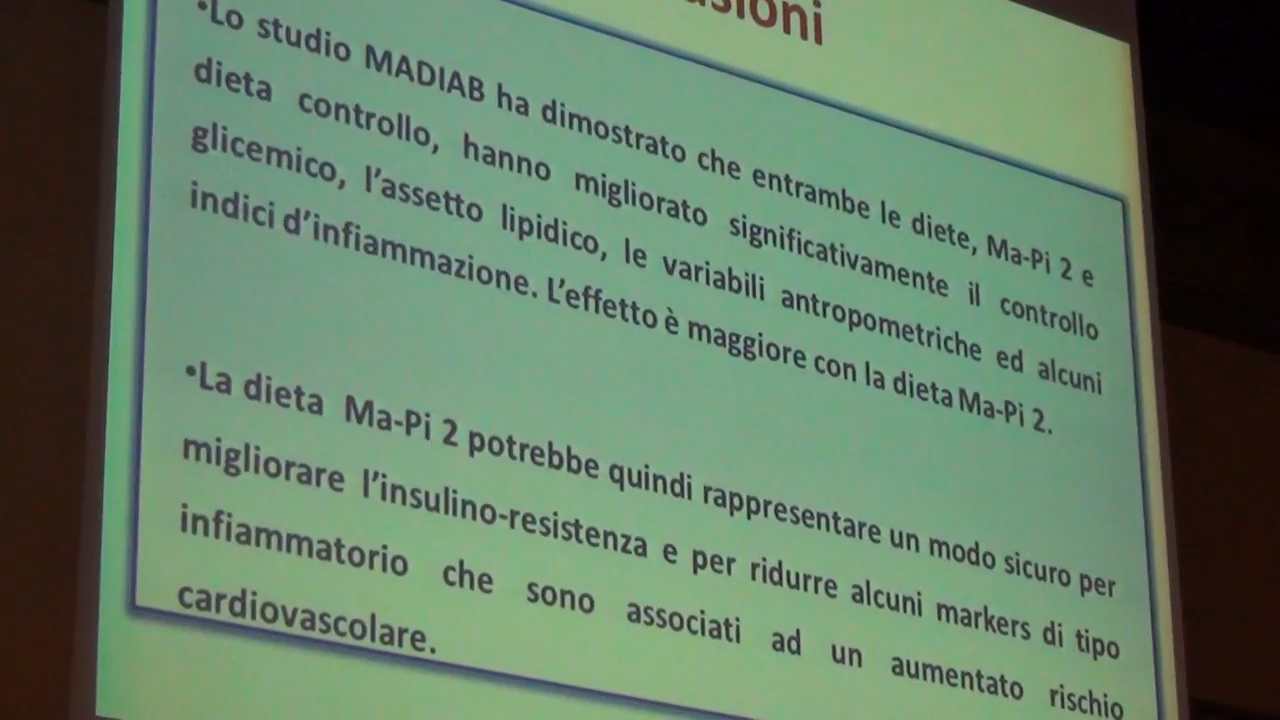 •Lo studio MADIAB ha dimostrato che entrambe le diete, Ma-Pi 2 e
dieta controllo, hanno migliorato significativamente il controllo
glicemico, l'assetto lipidico, le variabili antropometriche ed alcuni
indici d'infiammazione. L'effetto è maggiore con la dieta Ma-Pi 2.
•La dieta Ma-Pi 2 potrebbe quindi rappresentare un modo sicuro per
migliorare l'insulino-resistenza e per ridurre alcuni markers di tipo
infiammatorio che sono associati ad un aumentato rischio
cardiovascolare.